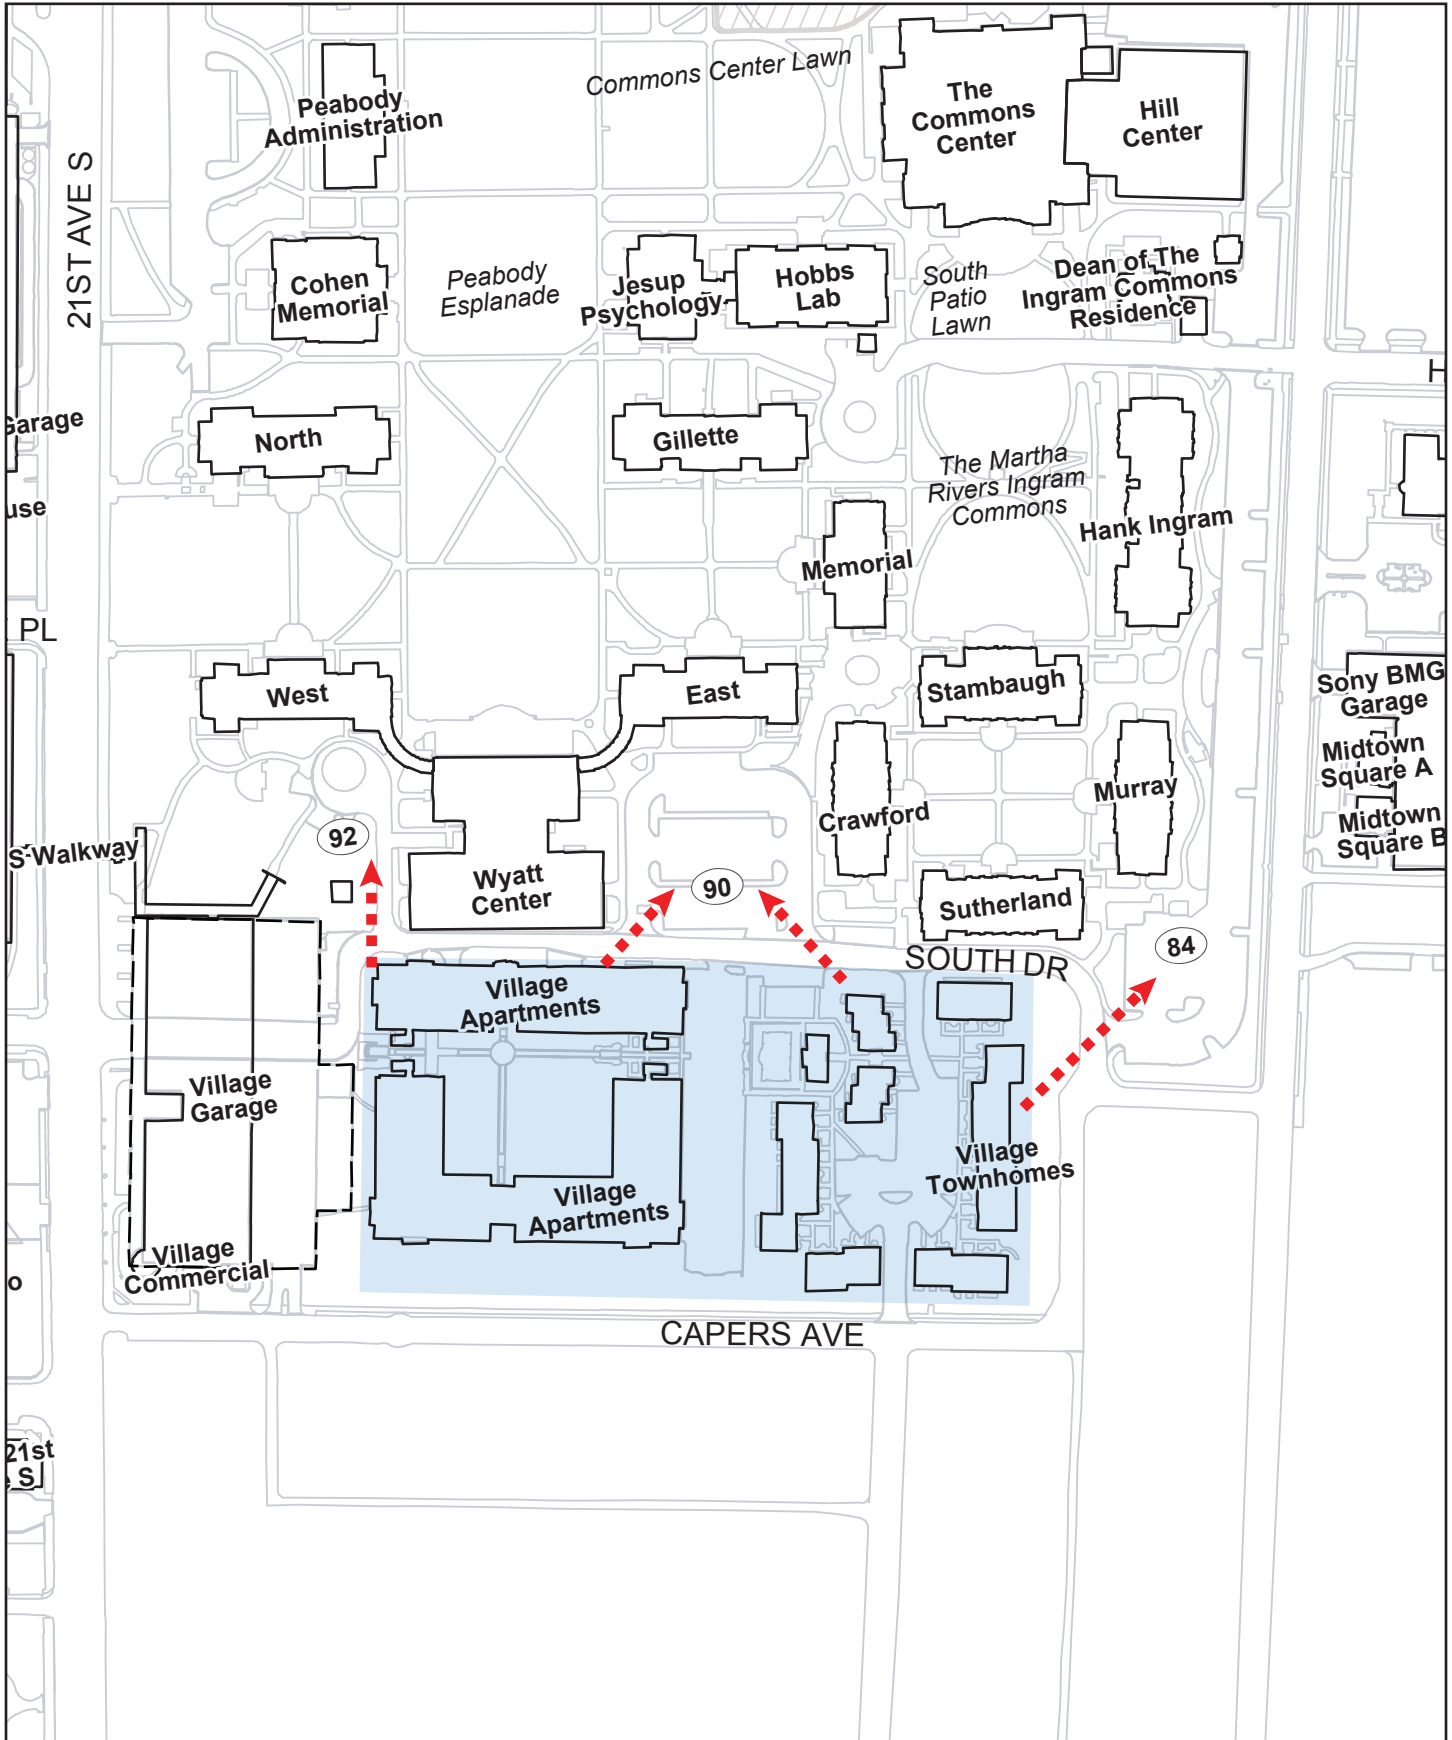 Commons Center Lawn
Peabody
Administration
The
Commons
Center
Hill
Center
21ST AVE S
Cohen
Memorial
Peabody
Esplanade
Jesup
Psychology
Hobbs
Lab
South
Patio
Lawn
Dean of The
Ingram Commons
Residence
H
Garage
North
Gillette
The Martha
Rivers Ingram
Commons
use
Hank Ingram
Memorial
PL
West
East
Stambaugh
Sony BMG
Garage
Midtown
Square A
Midtown
Square B
Murray
Crawford
92
S Walkway
Wyatt
Center
90
Sutherland
84
SOUTH DR
Village
Apartments
Village
Garage
Village
Townhomes
Village
Apartments
Village
Commercial
o
CAPERS AVE
21st
S